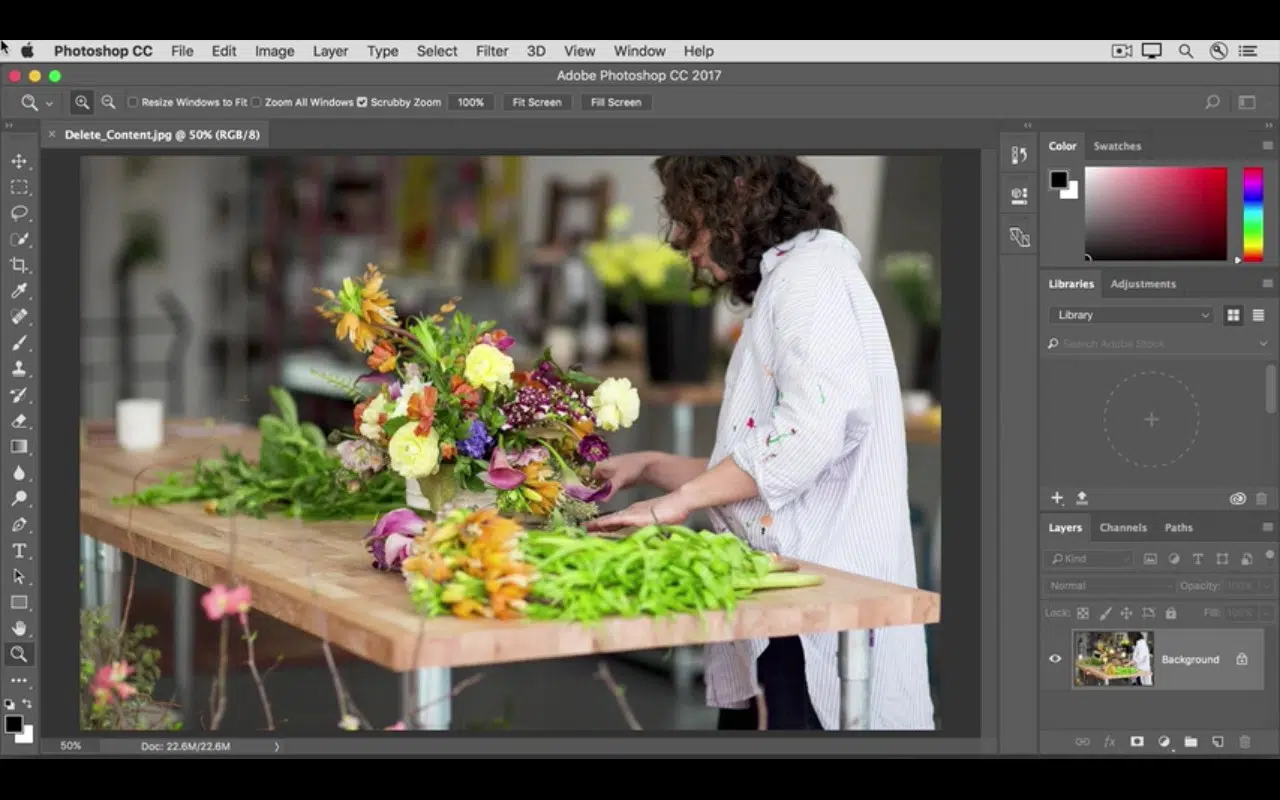 Photoshop CC File Edit Image Layer Type Select Filter 3D View Window Help
Adobe Photoshop CC 2017
Resize Windows to Fit Zoom All Windows Scrubby Zoom 100% Fit Screen Fill Screen
Delete_Content.jpg @ 50% (RGB/8)
Color Swatches
Libraries Adjustments
Library
Search Adobe Stock
Layers Channels Paths
Kind
Normal Opacity: 100%
Lock: Fill: 100%
Background
50% Doc: 22.6M/22.6M